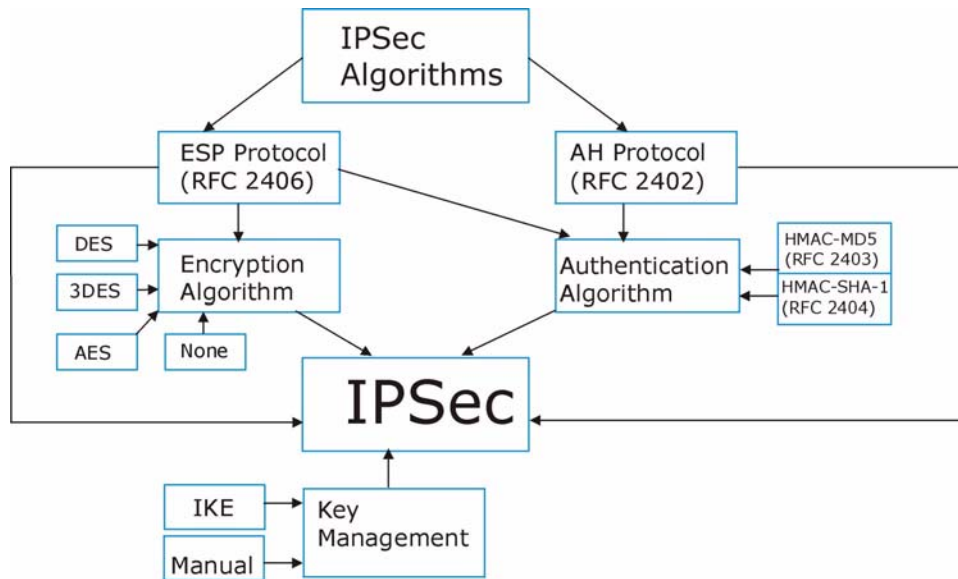 IPSec
Algorithms
ESP Protocol
(RFC 2406)
AH Protocol
(RFC 2402)
DES
3DES
AES
None
Encryption
Algorithm
Authentication
Algorithm
HMAC-MD5
(RFC 2403)
HMAC-SHA-1
(RFC 2404)
IPSec
IKE
Manual
Key
Management